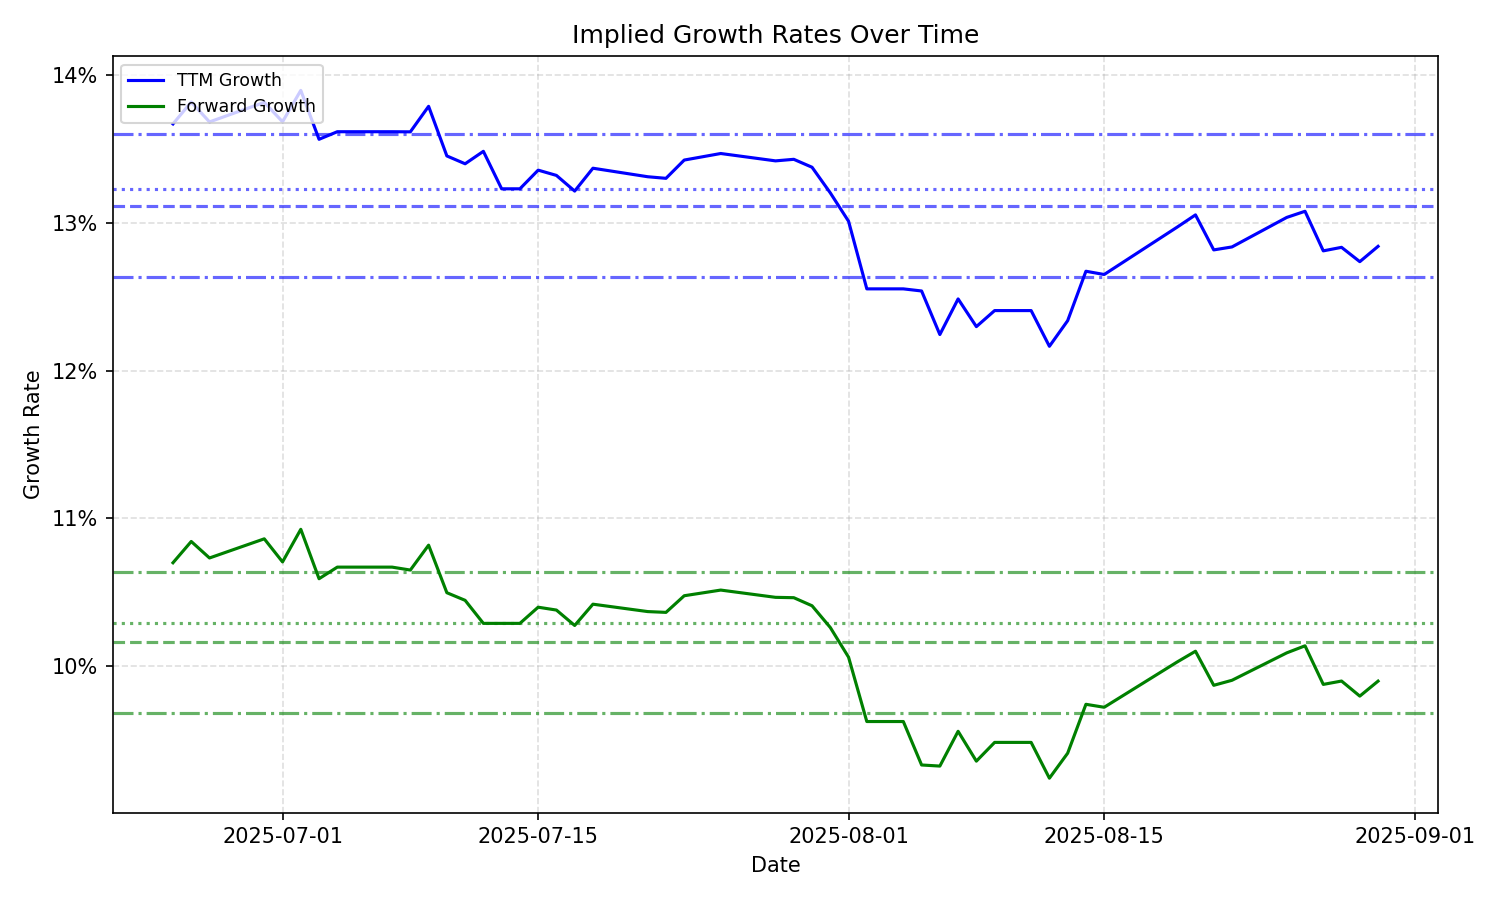 Implied Growth Rates Over Time
TTM Growth
Forward Growth
Growth Rate
14%
13%
12%
11%
10%
2025-07-01
2025-07-15
2025-08-01
2025-08-15
2025-09-01
Date